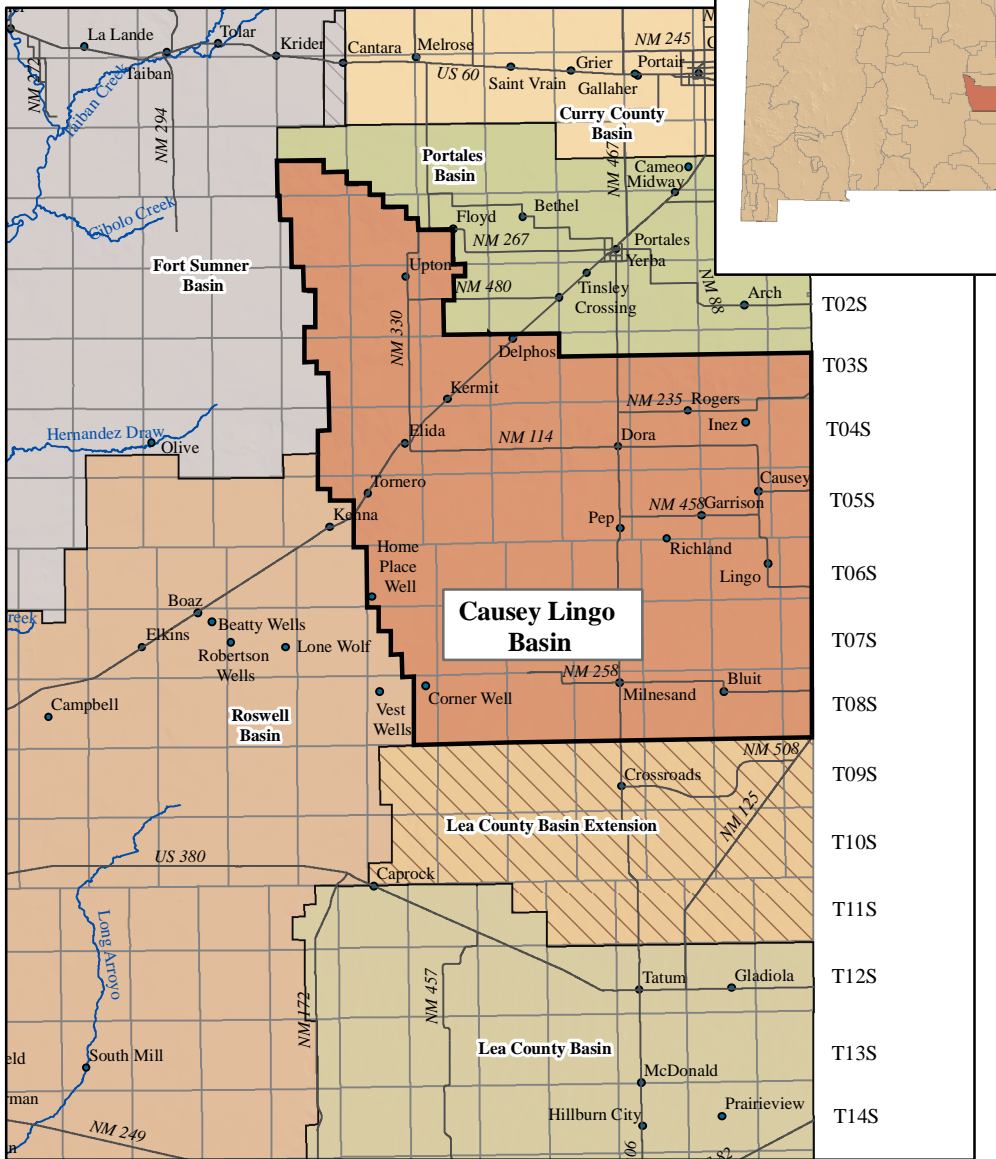 La Lande
Tolar
Krider
Cantara
Melrose
NM 245
Taiban
US 60
Saint Vrain
Grier
Gallaher
Portair
NM 272
Taiban Creek
NM 294
Curry County
Basin
Portales
Basin
NM 467
Cameo
Midway
Cibolo Creek
Floyd
Bethel
NM 267
Portales
Yerba
Fort Sumner
Basin
Upton
NM 480
Tinsley
Crossing
NM 88
Arch
T02S
NM 330
Delphos
T03S
Kermit
NM 235
Rogers
Inez
T04S
Hernandez Draw
Olive
Elida
NM 114
Dora
Tornero
Causey
T05S
Kenna
Pep
NM 458
Garrison
Home
Place
Well
Richland
Lingo
T06S
Boaz
Beatty Wells
Causey Lingo
Basin
T07S
reek
Elkins
Robertson
Wells
Lone Wolf
NM 258
Bluit
Campbell
Roswell
Basin
Vest
Wells
Corner Well
Milnesand
T08S
NM 508
Crossroads
T09S
NM 125
Lea County Basin Extension
T10S
US 380
Caprock
T11S
Long Arroyo
NM 172
NM 457
Tatum
Gladiola
T12S
Lea County Basin
T13S
eld
South Mill
McDonald
rman
Hillburn City
Prairieview
T14S
NM 249
n
06
82